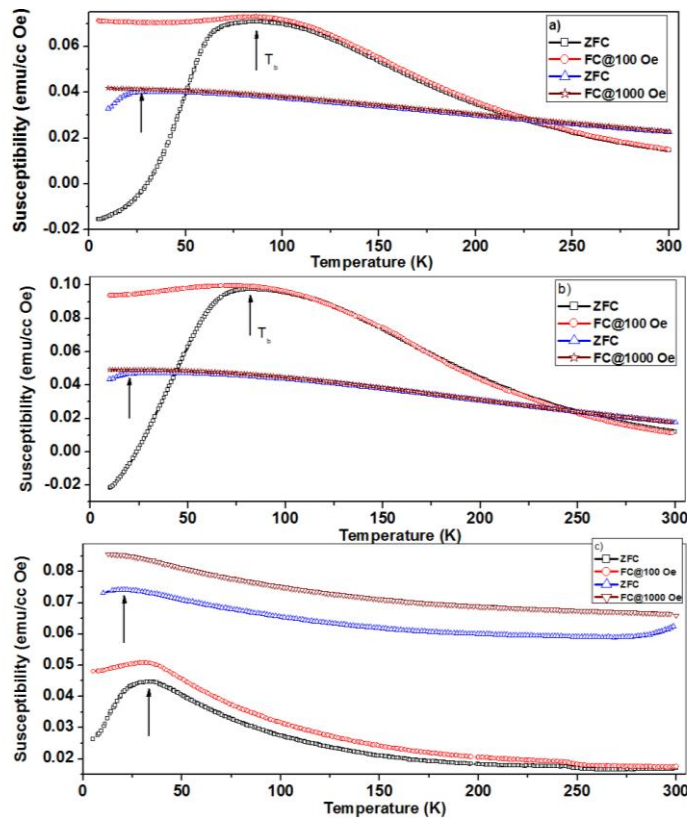 a)
ZFC
FC@100 Oe
ZFC
FC@1000 Oe
T_b
Susceptibility (emu/cc Oe)
0.06
0.04
0.02
0.00
-0.02
0 50 100 150 200 250 300
Temperature (K)
b)
ZFC
FC@100 Oe
ZFC
FC@1000 Oe
T_b
Susceptibility (emu/cc Oe)
0.10
0.08
0.06
0.04
0.02
0.00
-0.02
0 50 100 150 200 250 300
Temperature (K)
c)
ZFC
FC@100 Oe
ZFC
FC@1000 Oe
Susceptibility (emu/cc Oe)
0.08
0.07
0.06
0.05
0.04
0.03
0.02
0 50 100 150 200 250 300
Temperature (K)